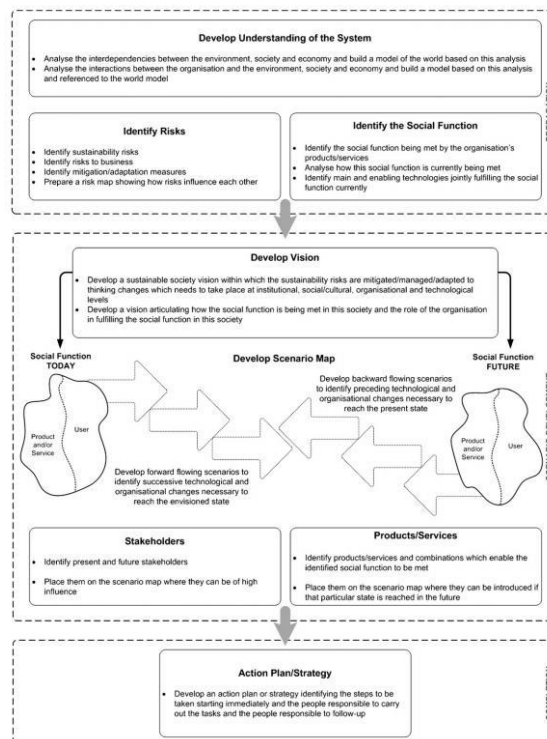 Develop Understanding of the System
• Analyse the interdependencies between the environment, society and economy and build a model of the world based on this analysis
• Analyse the interactions between the organisation and the environment, society and economy and build a model based on this analysis
and referenced to the world model
Identify Risks
• Identify sustainability risks
• Identify risks to business
• Identify mitigation/adaptation measures
• Prepare a risk map showing how risks influence each other
Identify the Social Function
• Identify the social function being met by the organisation's
products/services
• Analyse how this social function is currently being met
• Identify main and enabling technologies jointly fulfilling the social
function currently
Develop Vision
• Develop a sustainable society vision within which the sustainability risks are mitigated/managed/adapted to
thinking changes which needs to take place at institutional, social/cultural, organisational and technological
levels
• Develop a vision articulating how the social function is being met in this society and the role of the organisation
in fulfilling the social function in this society
Social Function
TODAY
Develop Scenario Map
Social Function
FUTURE
Develop backward flowing scenarios
to identify preceding technological and
organisational changes necessary to
reach the present state
Product
and/or
Service
User
Product
and/or
Service
User
Develop forward flowing scenarios to
identify successive technological and
organisational changes necessary to
reach the envisioned state
Stakeholders
• Identify present and future stakeholders
• Place them on the scenario map where they can be of high
influence
Products/Services
• Identify products/services and combinations which enable the
identified social function to be met
• Place them on the scenario map where they can be introduced if
that particular state is reached in the future
Action Plan/Strategy
• Develop an action plan or strategy identifying the steps to be
taken starting immediately and the people responsible to carry
out the tasks and the people responsible to follow-up